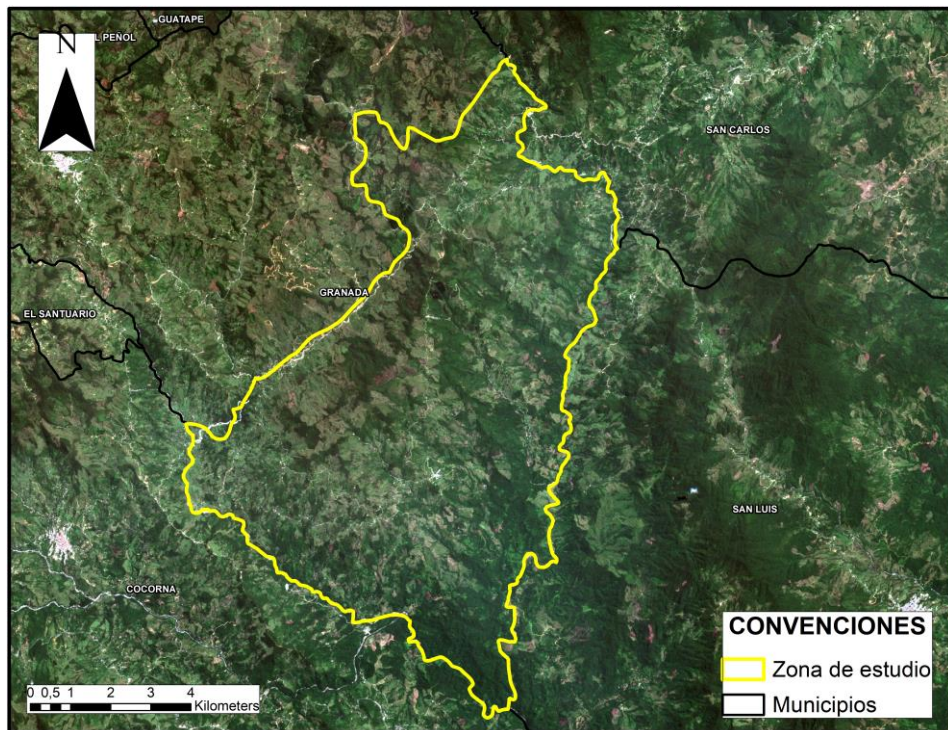 GUATAPE
L PEÑOL
N
SAN CARLOS
GRANADA
EL SANTUARIO
SAN LUIS
COCORNA
CONVENCIONES
Zona de estudio
Municipios
0 0,5 1 2 3 4
Kilometers